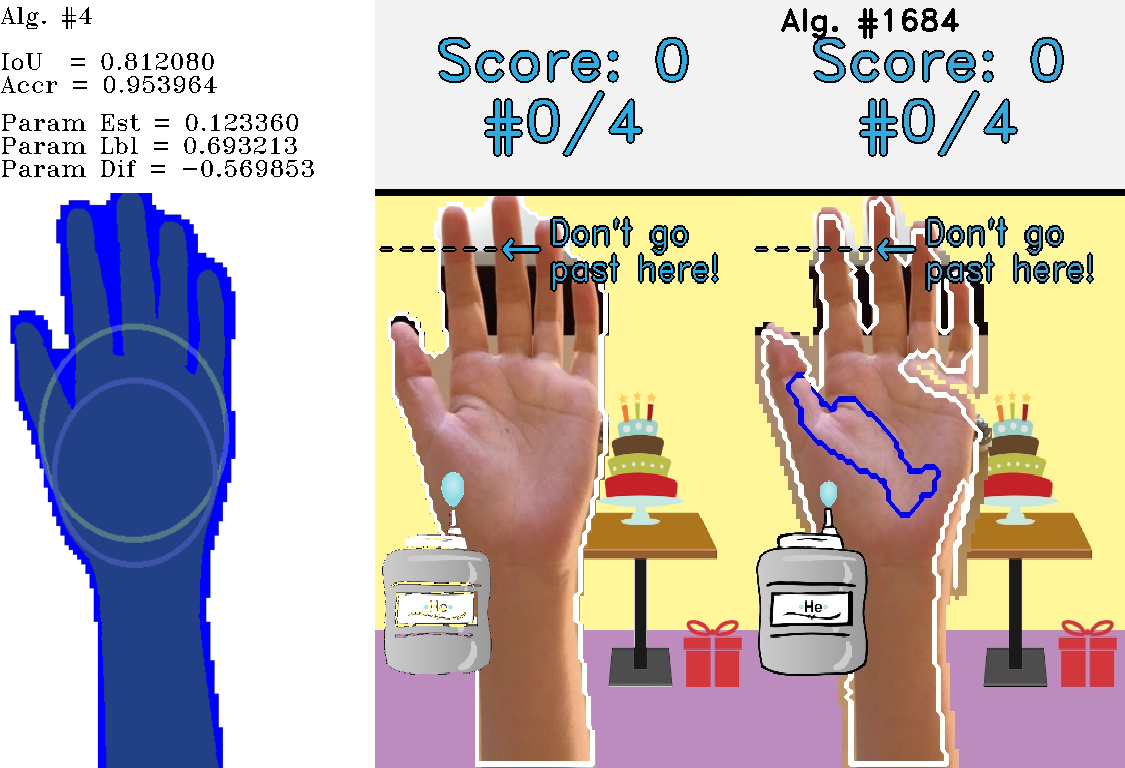 Alg. #4
IoU = 0.812080
Accr = 0.953964
Param Est = 0.123360
Param Lbl = 0.693213
Param Dif = −0.569853
Score: 0
#0/4
Don't go
past here!
He
Alg. #1684
Score: 0
#0/4
Don't go
past here!
He